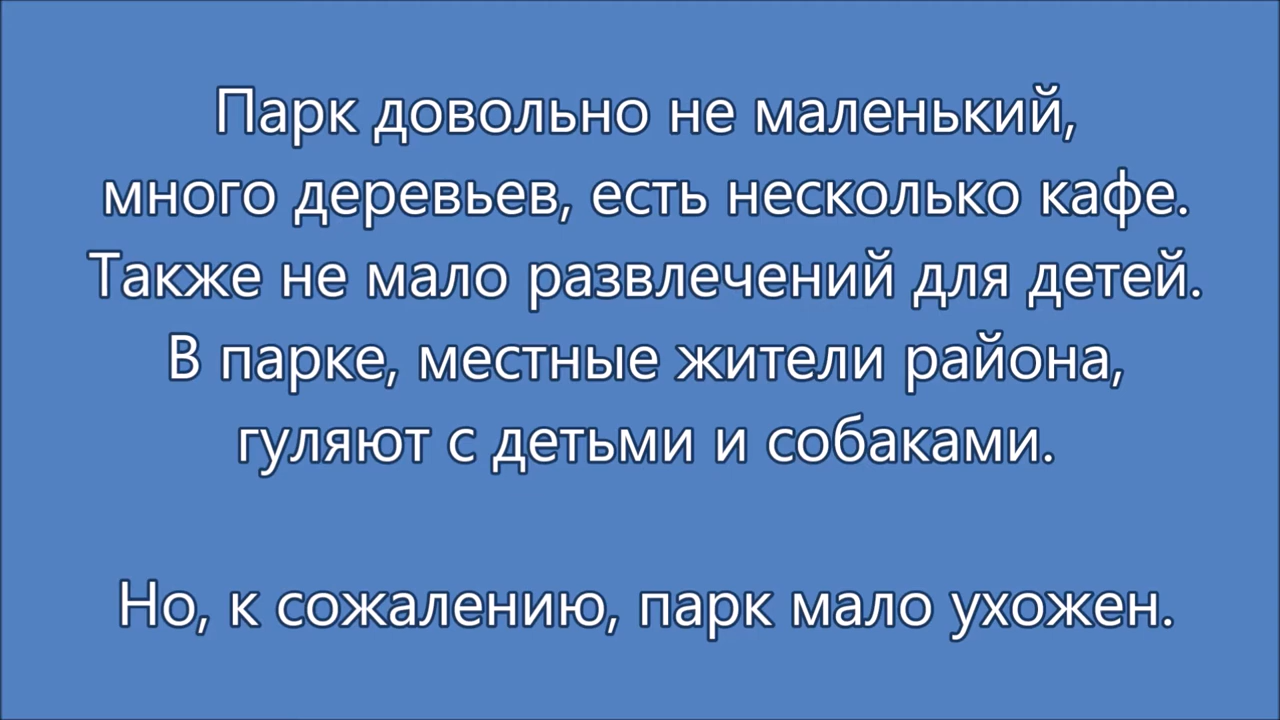 Парк довольно не маленький,
много деревьев, есть несколько кафе.
Также не мало развлечений для детей.
В парке, местные жители района,
гуляют с детьми и собаками.
Но, к сожалению, парк мало ухожен.